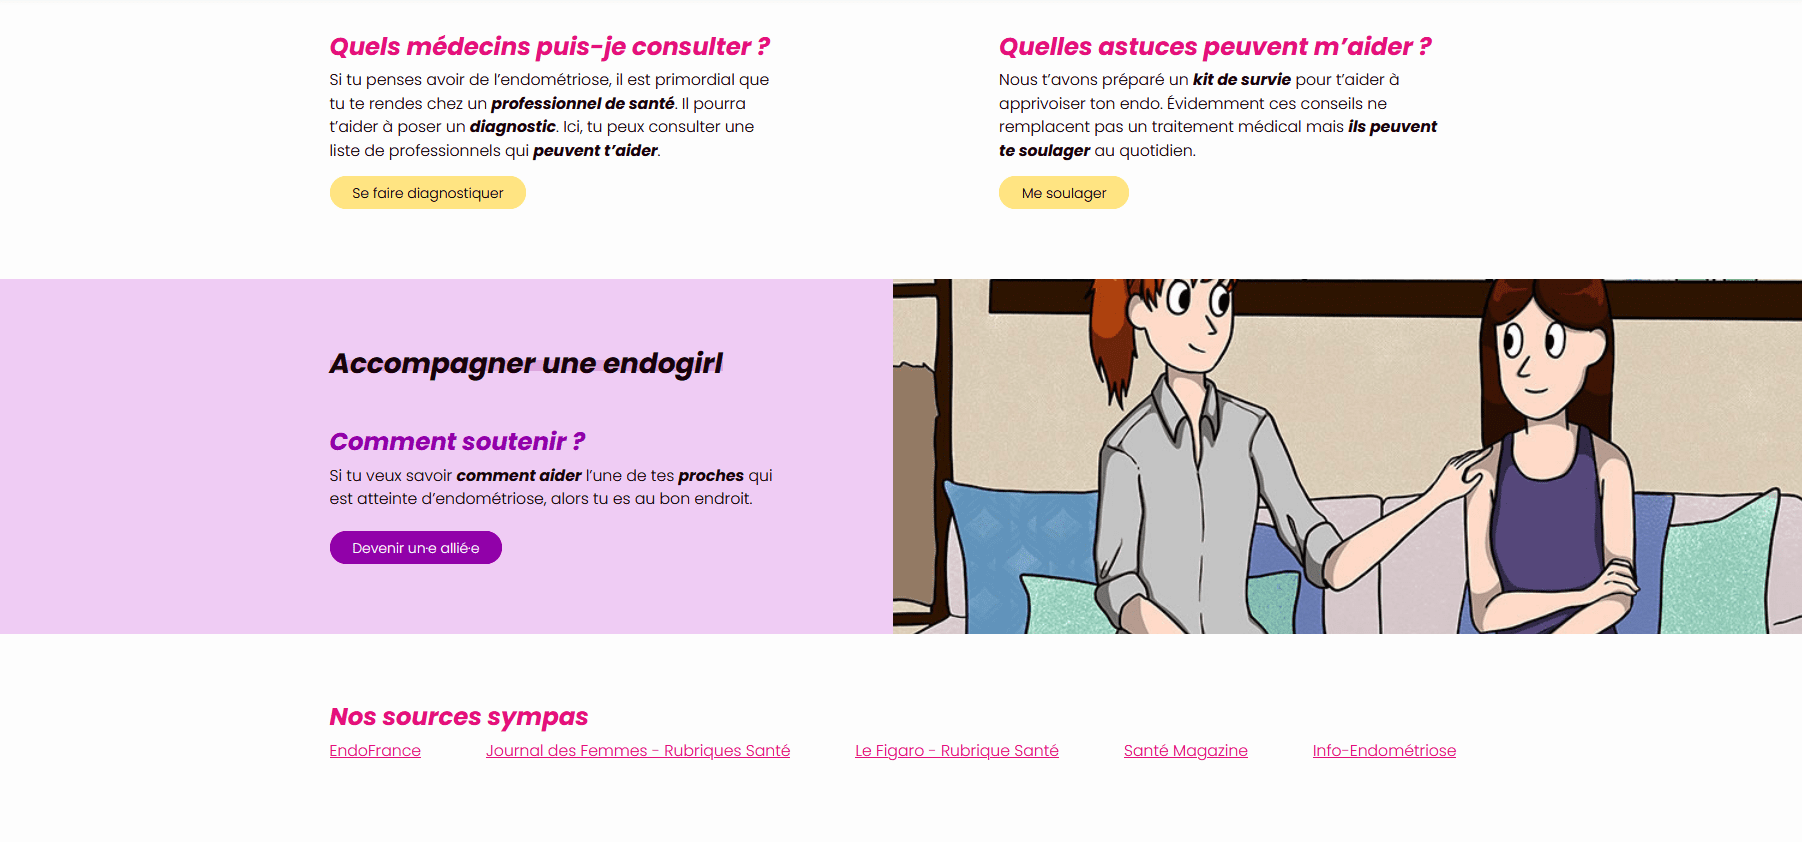 Quels médecins puis-je consulter ?
Si tu penses avoir de l’endométriose, il est primordial que
tu te rendes chez un professionnel de santé. Il pourra
t’aider à poser un diagnostic. Ici, tu peux consulter une
liste de professionnels qui peuvent t’aider.
Se faire diagnostiquer
Quelles astuces peuvent m’aider ?
Nous t’avons préparé un kit de survie pour t’aider à
apprivoiser ton endo. Évidemment ces conseils ne
remplacent pas un traitement médical mais ils peuvent
te soulager au quotidien.
Me soulager
Accompagner une endogirl
Comment soutenir ?
Si tu veux savoir comment aider l’une de tes proches qui
est atteinte d’endométriose, alors tu es au bon endroit.
Devenir un·e allié·e
Nos sources sympas
EndoFrance
Journal des Femmes - Rubriques Santé
Le Figaro - Rubrique Santé
Santé Magazine
Info-Endométriose